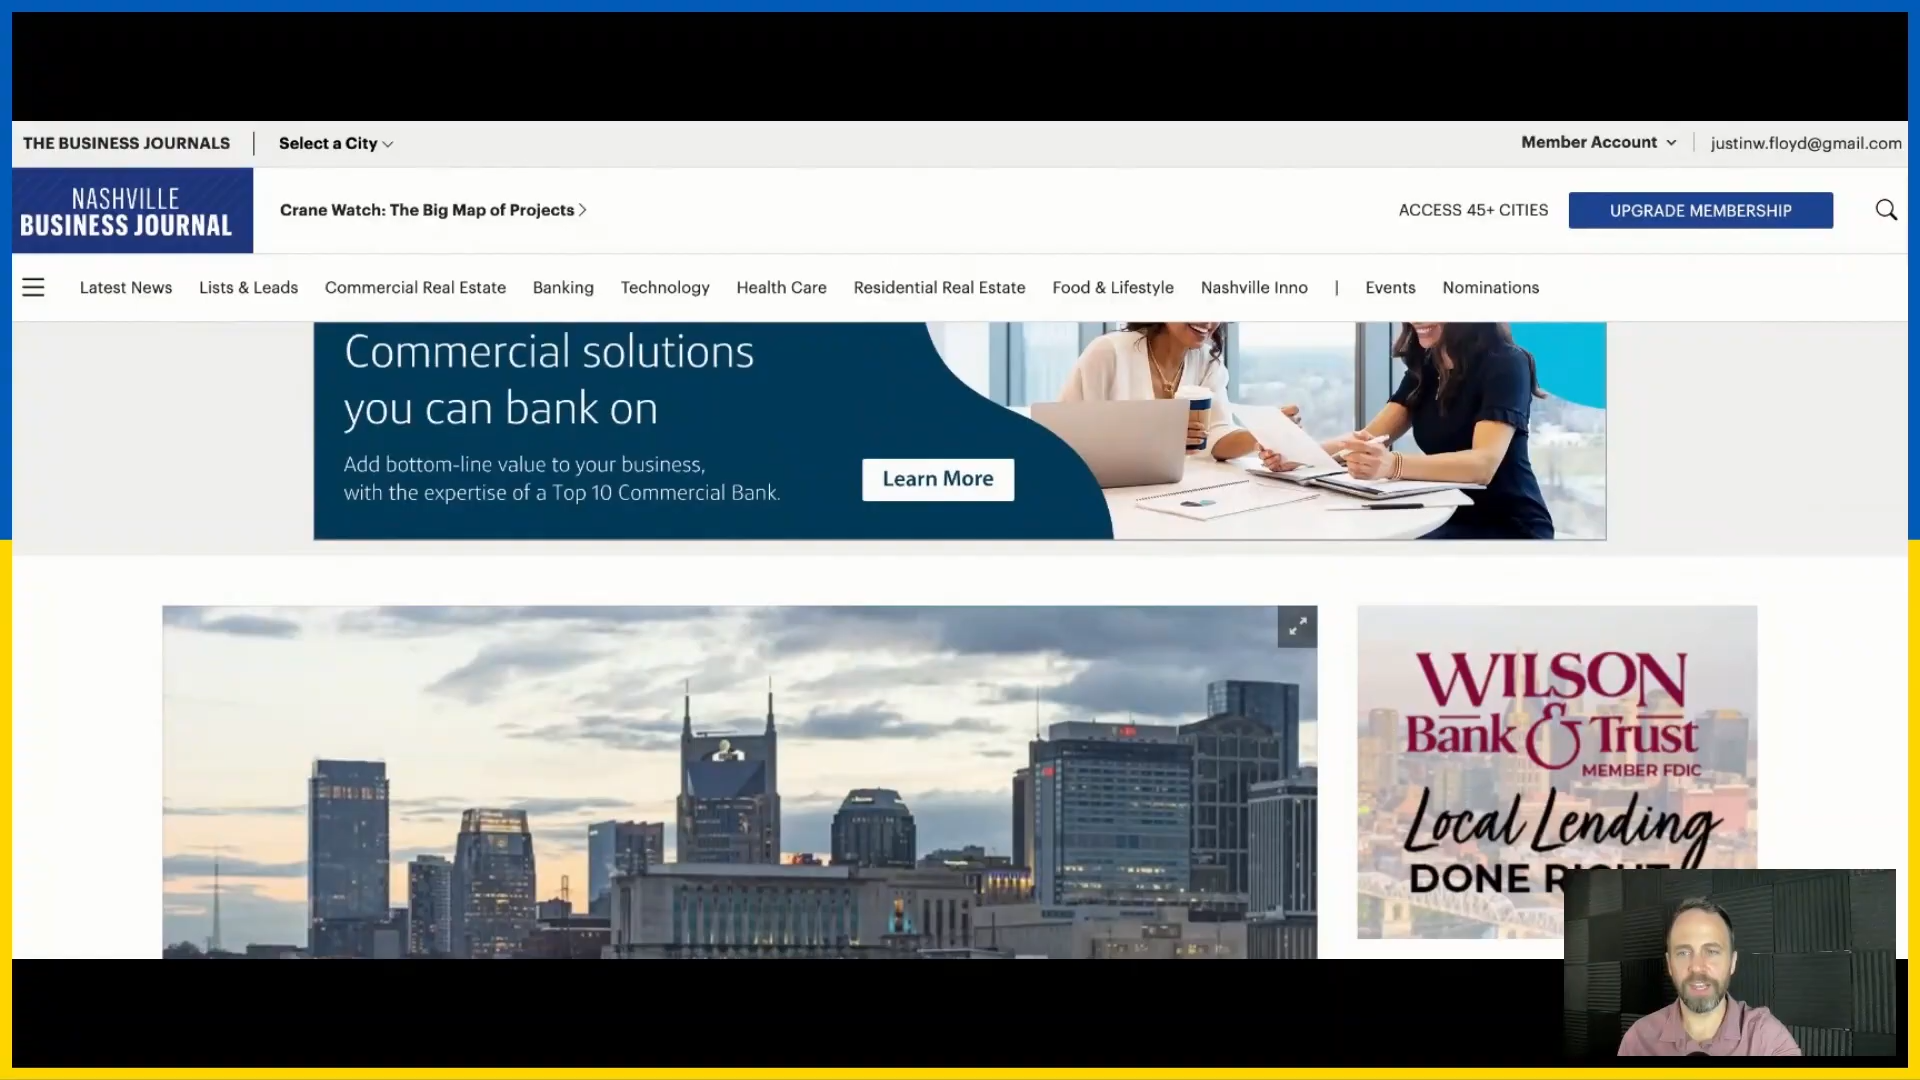 THE BUSINESS JOURNALS
Select a City
Member Account
justinw.floyd@gmail.com
NASHVILLE
BUSINESS JOURNAL
Crane Watch: The Big Map of Projects
ACCESS 45+ CITIES
UPGRADE MEMBERSHIP
Latest News
Lists & Leads
Commercial Real Estate
Banking
Technology
Health Care
Residential Real Estate
Food & Lifestyle
Nashville Inno
|
Events
Nominations
Commercial solutions
you can bank on
Add bottom-line value to your business,
with the expertise of a Top 10 Commercial Bank.
Learn More
WILSON
Bank & Trust
MEMBER FDIC
Local Lending
DONE